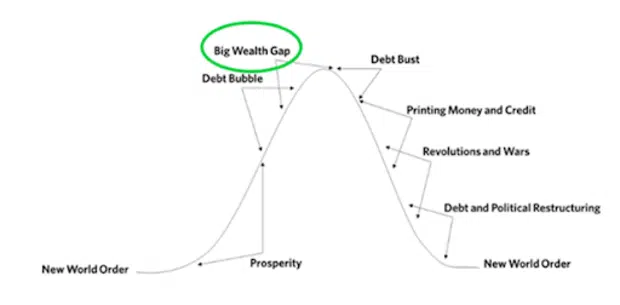 Big Wealth Gap
Debt Bust
Debt Bubble
Printing Money and Credit
Revolutions and Wars
Debt and Political Restructuring
New World Order
Prosperity
New World Order